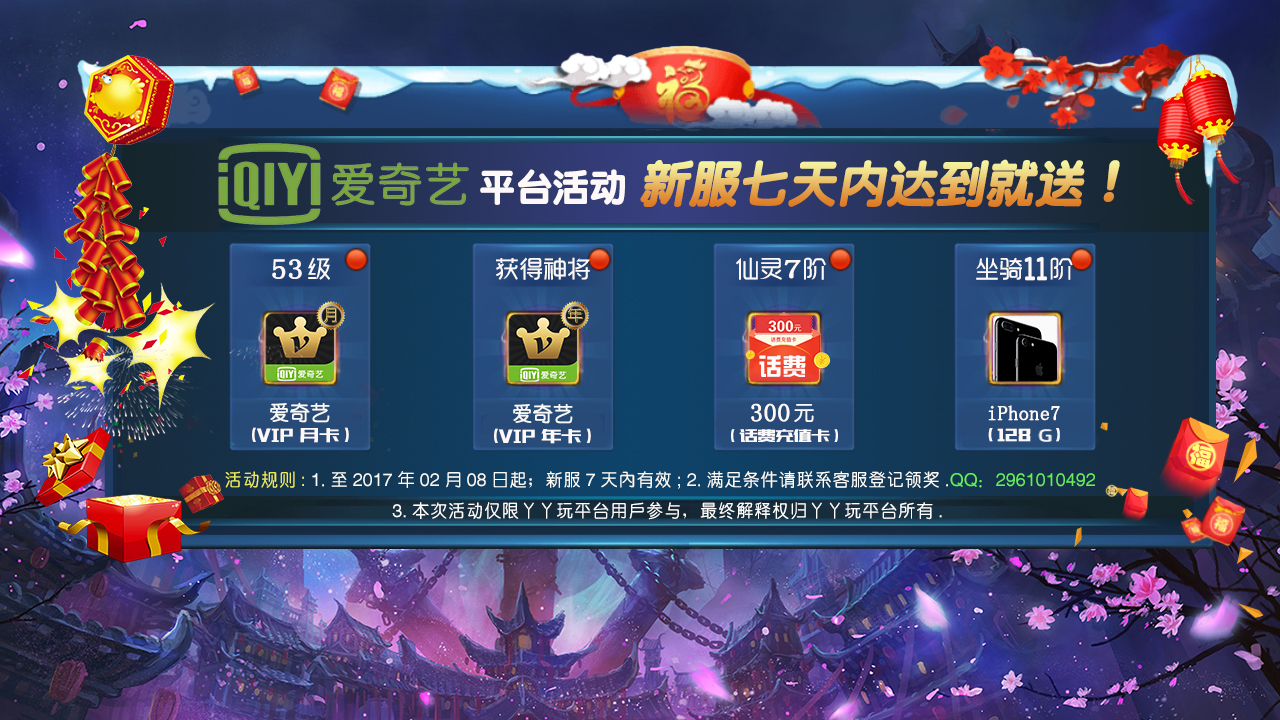 福
iQIYI 爱奇艺 平台活动 新服七天内达到就送！
53级
月
iQIYI 爱奇艺
爱奇艺
(VIP 月卡)
获得神将
年
iQIYI 爱奇艺
爱奇艺
(VIP 年卡)
仙灵7阶
300元
话费充值卡
话费
300元
(话费充值卡)
坐骑11阶
iPhone7
(128 G)
活动规则 : 1. 至 2017 年 02 月 08 日起；新服 7 天内有效 ; 2. 满足条件请联系客服登记领奖 .QQ：2961010492
3. 本次活动仅限丫丫玩平台用戶参与，最终解释权归丫丫玩平台所有 .
福
福